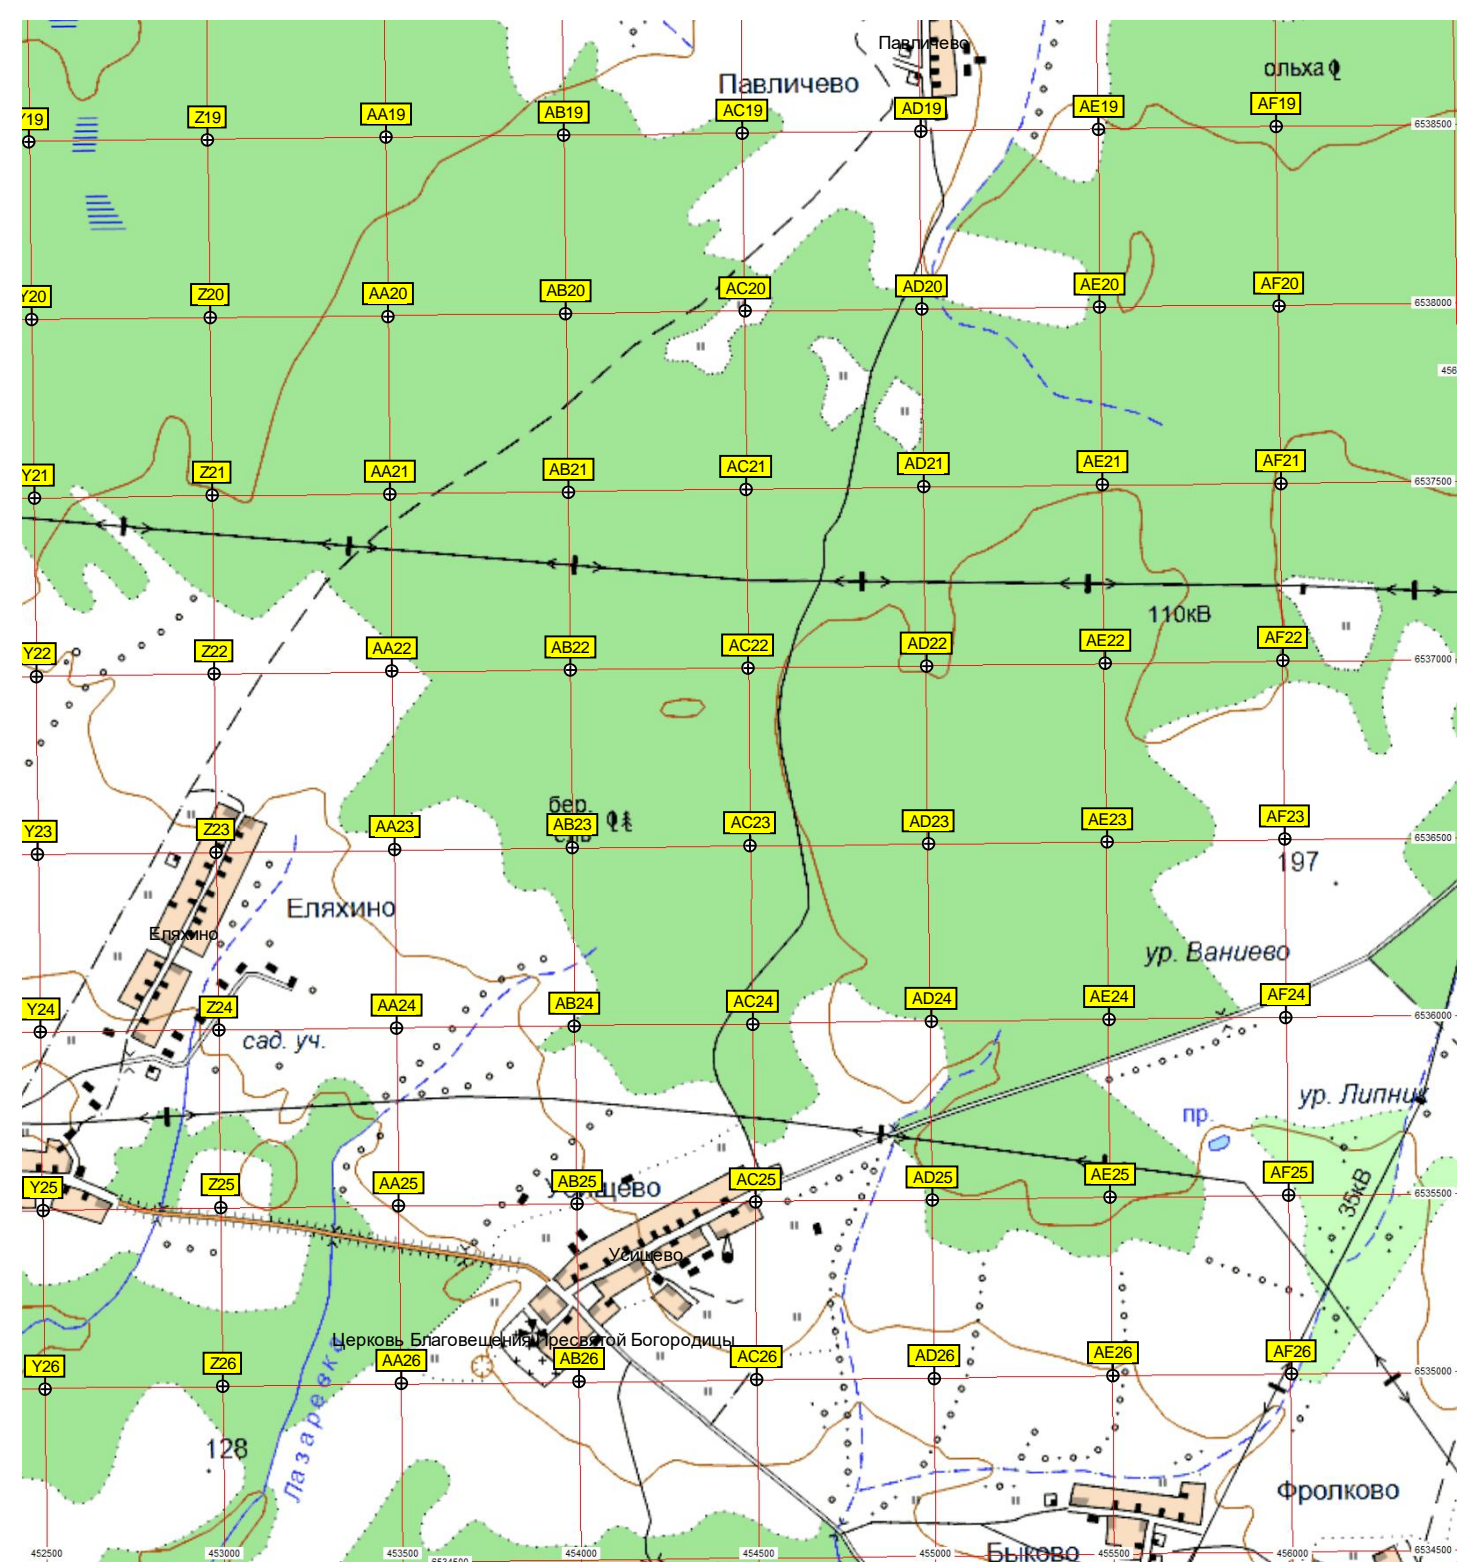 Павличево
Павличево
ольха
Y19 Z19 AA19 AB19 AC19 AD19 AE19 AF19
6538500
Y20 Z20 AA20 AB20 AC20 AD20 AE20 AF20
6538000
456
Y21 Z21 AA21 AB21 AC21 AD21 AE21 AF21
6537500
110кВ
Y22 Z22 AA22 AB22 AC22 AD22 AE22 AF22
6537000
бер.
Y23 Z23 AA23 AB23 AC23 AD23 AE23 AF23
6536500
197
Еляхино
Еляхино
ур. Ваниево
Y24 Z24 AA24 AB24 AC24 AD24 AE24 AF24
6536000
сад. уч.
ур. Липник
пр.
Y25 Z25 AA25 AB25 AC25 AD25 AE25 AF25
6535500
Усищево
35кВ
Усищево
Церковь Благовещения Пресвятой Богородицы
Y26 Z26 AA26 AB26 AC26 AD26 AE26 AF26
6535000
Лазаревка
128
Фролково
Быково
452500 453000 453500 454000 454500 455000 455500 456000
6534500
6534500